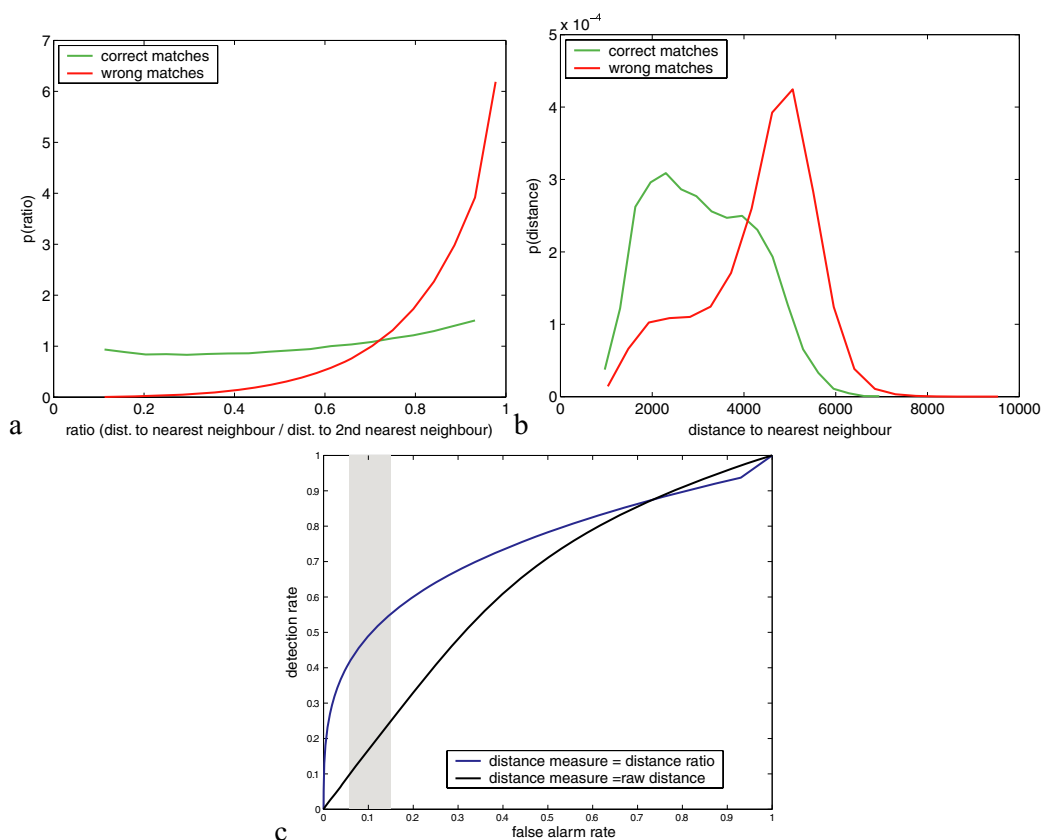 7
6
5
4
3
2
1
0
p(ratio)
correct matches
wrong matches
0 0.2 0.4 0.6 0.8 1
a ratio (dist. to nearest neighbour / dist. to 2nd nearest neighbour)
5 x 10⁻⁴
4
3
2
1
0
p(distance)
correct matches
wrong matches
0 2000 4000 6000 8000 10000
b distance to nearest neighbour
1
0.9
0.8
0.7
0.6
0.5
0.4
0.3
0.2
0.1
0
detection rate
distance measure = distance ratio
distance measure =raw distance
0 0.1 0.2 0.3 0.4 0.5 0.6 0.7 0.8 0.9 1
c false alarm rate